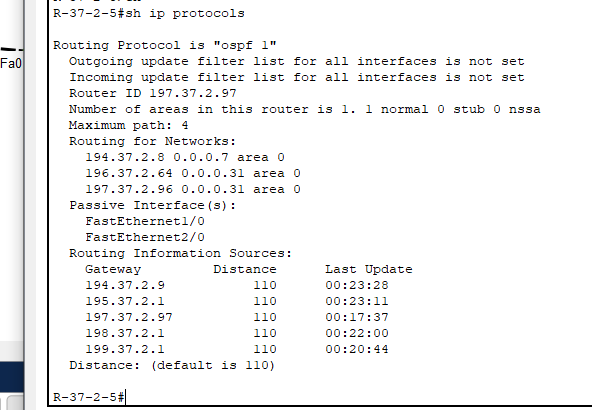 R-37-2-5#sh ip protocols
Routing Protocol is "ospf 1"
Outgoing update filter list for all interfaces is not set
Fa0
Incoming update filter list for all interfaces is not set
Router ID 197.37.2.97
Number of areas in this router is 1. 1 normal 0 stub 0 nssa
Maximum path: 4
Routing for Networks:
194.37.2.8 0.0.0.7 area 0
196.37.2.64 0.0.0.31 area 0
197.37.2.96 0.0.0.31 area 0
Passive Interface(s):
FastEthernet1/0
FastEthernet2/0
Routing Information Sources:
Gateway Distance Last Update
194.37.2.9 110 00:23:28
195.37.2.1 110 00:23:11
197.37.2.97 110 00:17:37
198.37.2.1 110 00:22:00
199.37.2.1 110 00:20:44
Distance: (default is 110)
R-37-2-5#